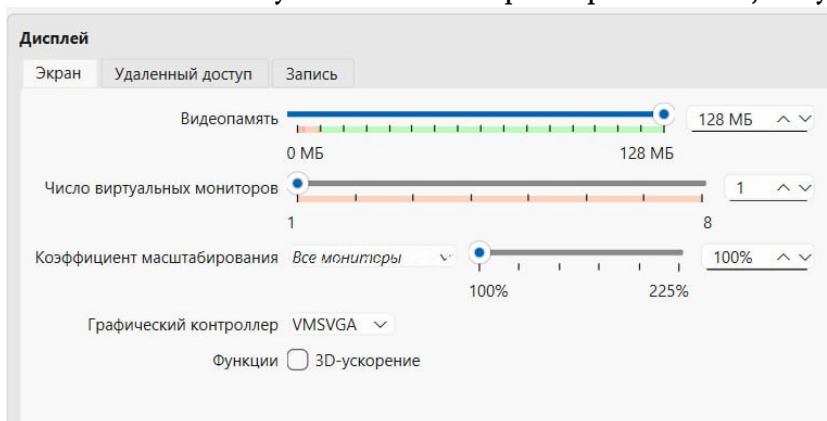 Дисплей
Экран Удаленный доступ Запись
Видеопамять 128 МБ
0 МБ 128 МБ
Число виртуальных мониторов 1
1 8
Коэффициент масштабирования Все мониторы 100%
100% 225%
Графический контроллер VMSVGA
Функции 3D-ускорение